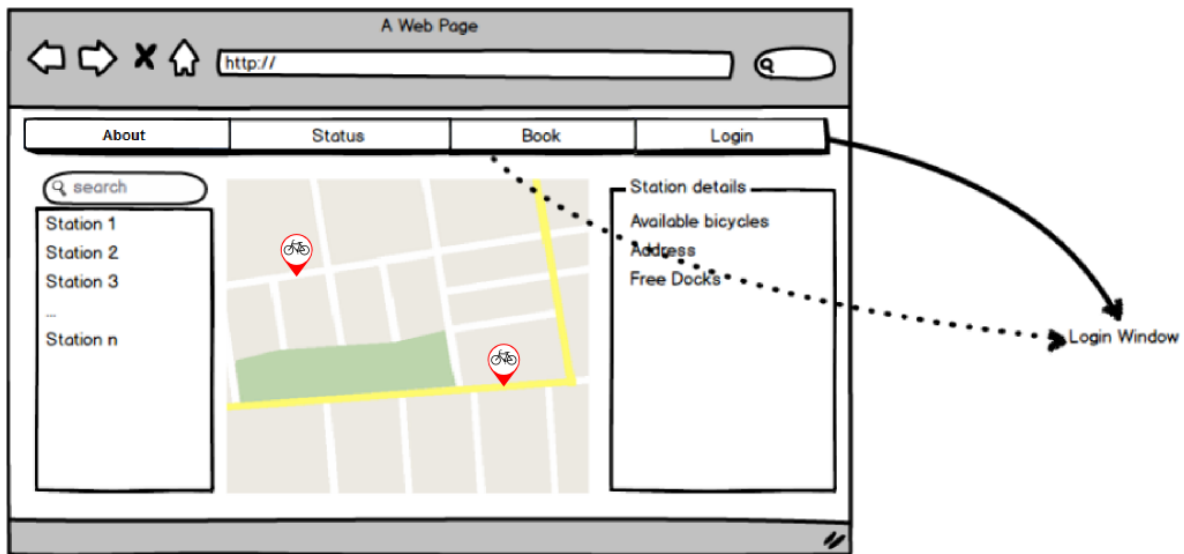 A Web Page
http://
About Status Book Login
search
Station 1
Station 2
Station 3
...
Station n
Station details
Available bicycles
Address
Free Docks
Login Window